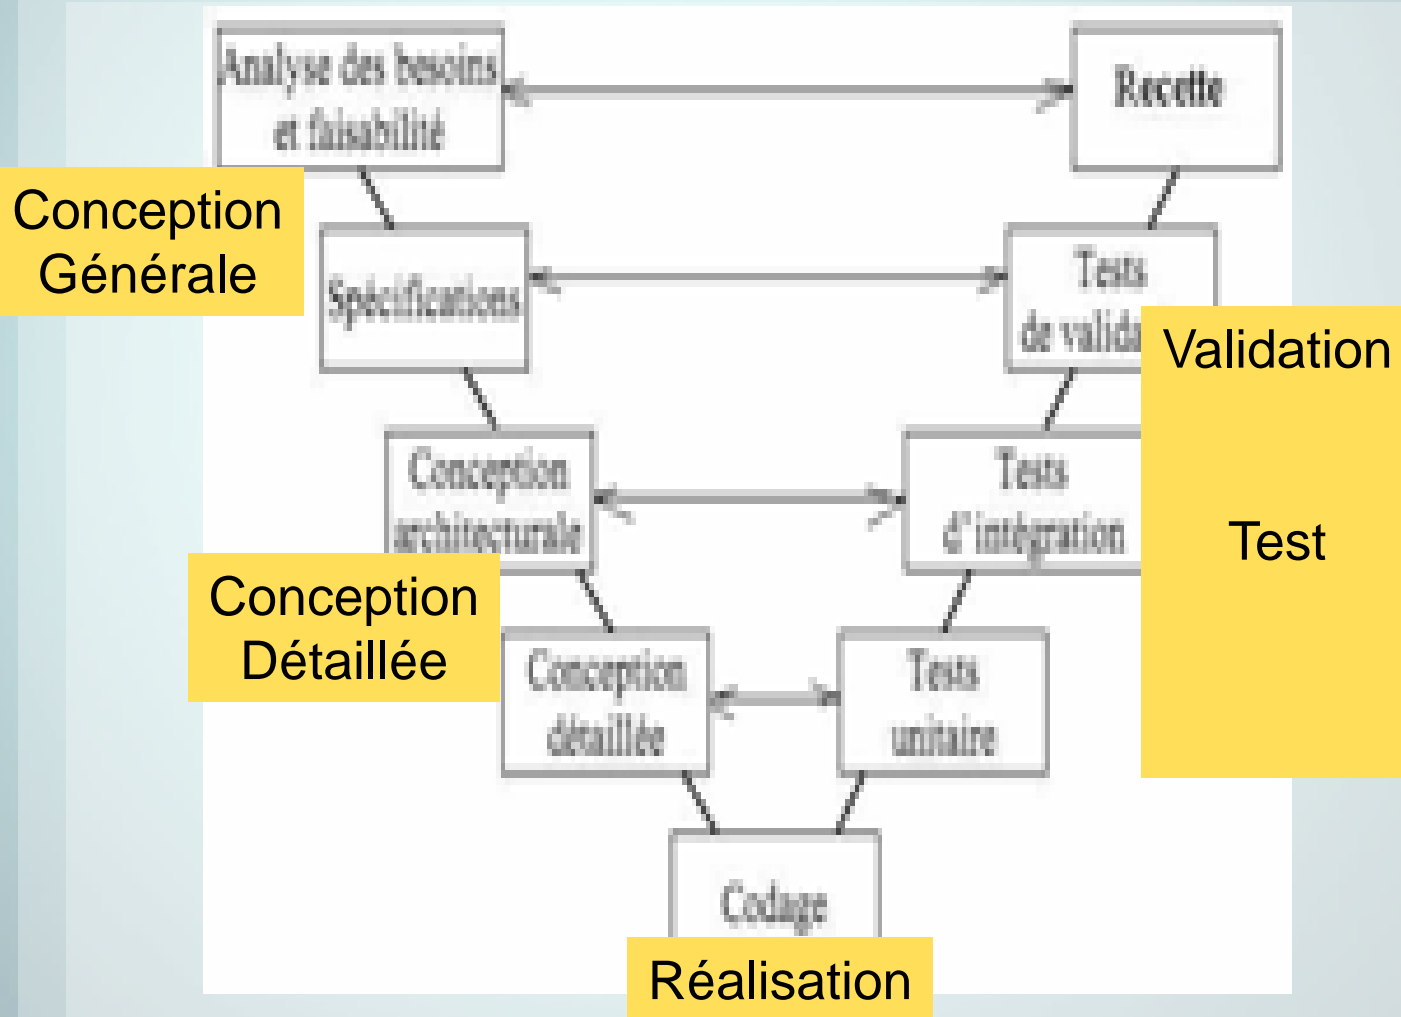 Analyse des besoins
et faisabilité
Recette
Conception
Générale
Spécifications
Tests
de valida
Validation
Conception
architecturale
Tests
d'intégration
Test
Conception
Détaillée
Conception
détaillée
Tests
unitaire
Codage
Réalisation